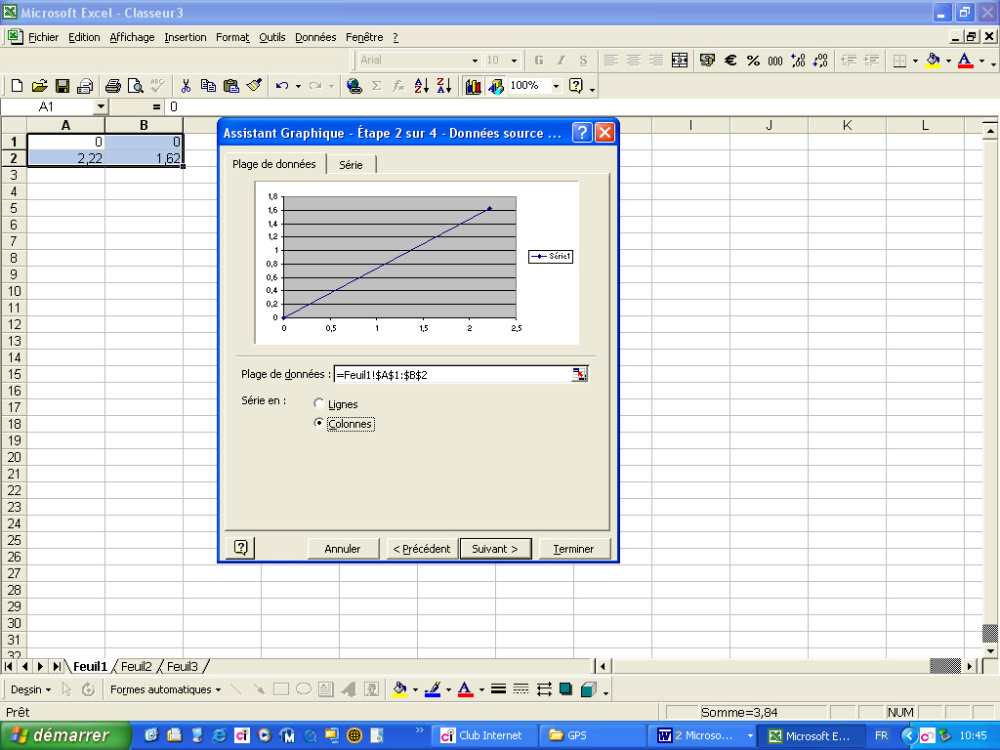 Microsoft Excel - Classeur3
Fichier Edition Affichage Insertion Format Outils Données Fenêtre ?
Arial 10 G I S € % 000
100%
A1 = 0
A B I J K L
1 0 0
2 2,22 1,62
3
4
5
6
7
8
9
10
11
12
13
14
15
16
17
18
19
20
21
22
23
24
25
26
27
28
29
30
31
32
Assistant Graphique - Étape 2 sur 4 - Données source ...
Plage de données Série
1,8
1,6
1,4
1,2
1
0,8
0,6
0,4
0,2
0
0 0,5 1 1,5 2 2,5
Série1
Plage de données : =Feuil1!$A$1:$B$2
Série en :
Lignes
Colonnes
Annuler < Précédent Suivant > Terminer
Feuil1 Feuil2 Feuil3
Dessin Formes automatiques
Prêt Somme=3,84 NUM
démarrer Club Internet GPS 2 Microso... Microsoft E... FR 10:45